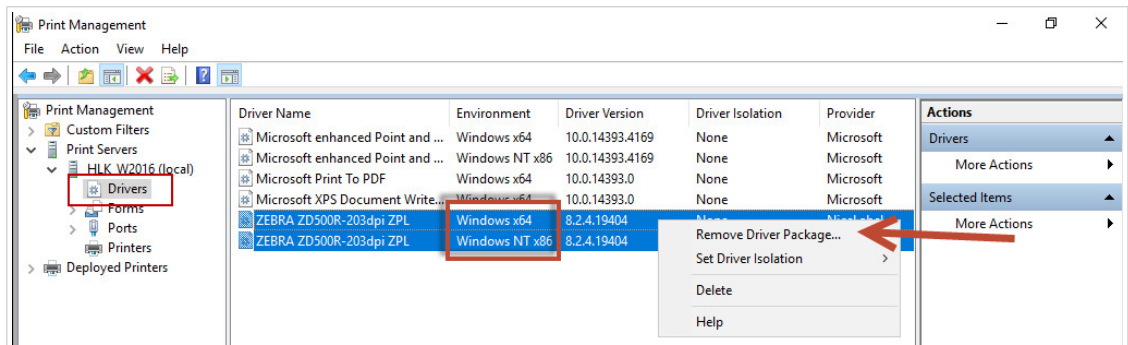 Print Management
File Action View Help
Print Management
Custom Filters
Print Servers
HLK_W2016 (local)
Drivers
Forms
Ports
Printers
Deployed Printers
Driver Name Environment Driver Version Driver Isolation Provider
Microsoft enhanced Point and ... Windows x64 10.0.14393.4169 None Microsoft
Microsoft enhanced Point and ... Windows NT x86 10.0.14393.4169 None Microsoft
Microsoft Print To PDF Windows x64 10.0.14393.0 None Microsoft
Microsoft XPS Document Write... Windows x64 10.0.14393.0 None Microsoft
ZEBRA ZD500R-203dpi ZPL Windows x64 8.2.4.19404 None NiceLabel
ZEBRA ZD500R-203dpi ZPL Windows NT x86 8.2.4.19404
Remove Driver Package...
Set Driver Isolation
Delete
Help
Actions
Drivers
More Actions
Selected Items
More Actions